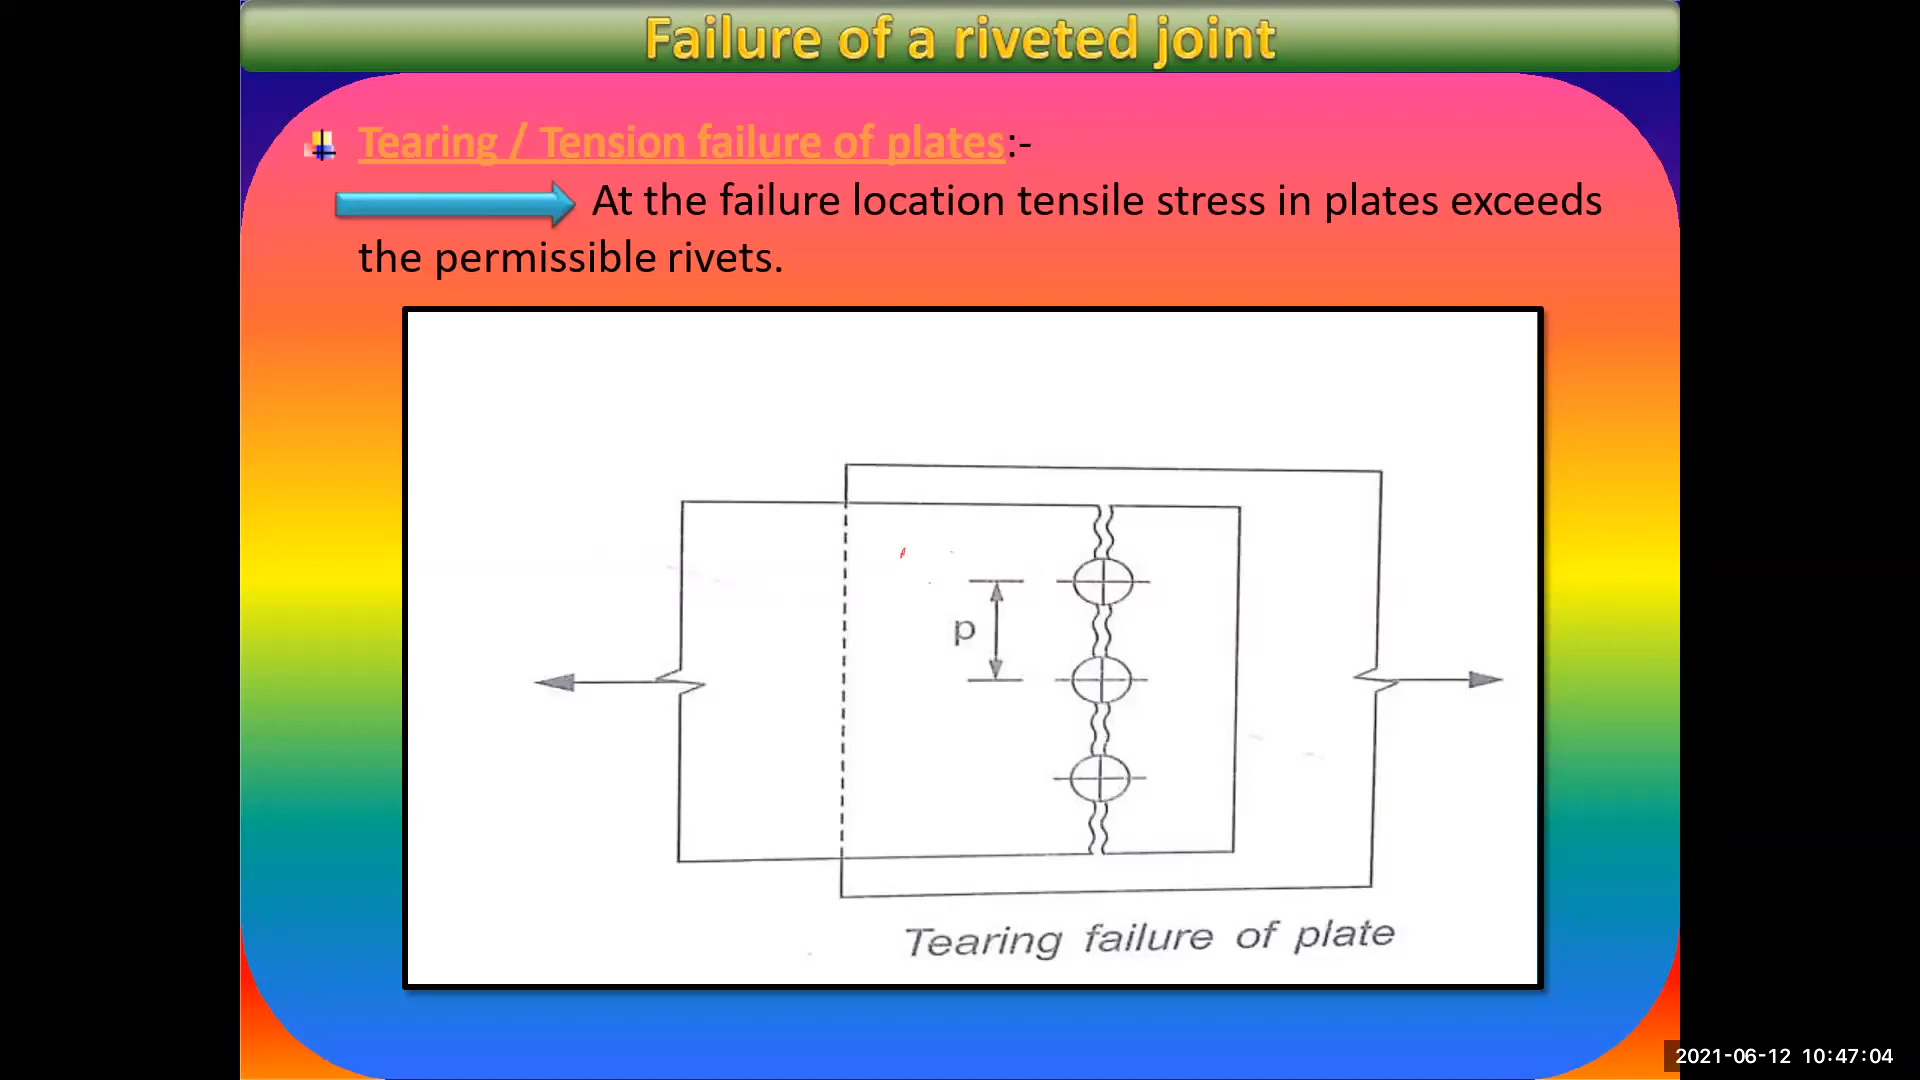 Failure of a riveted joint
Tearing / Tension failure of plates:-
At the failure location tensile stress in plates exceeds
the permissible rivets.
p
Tearing failure of plate
2021-06-12 10:47:04